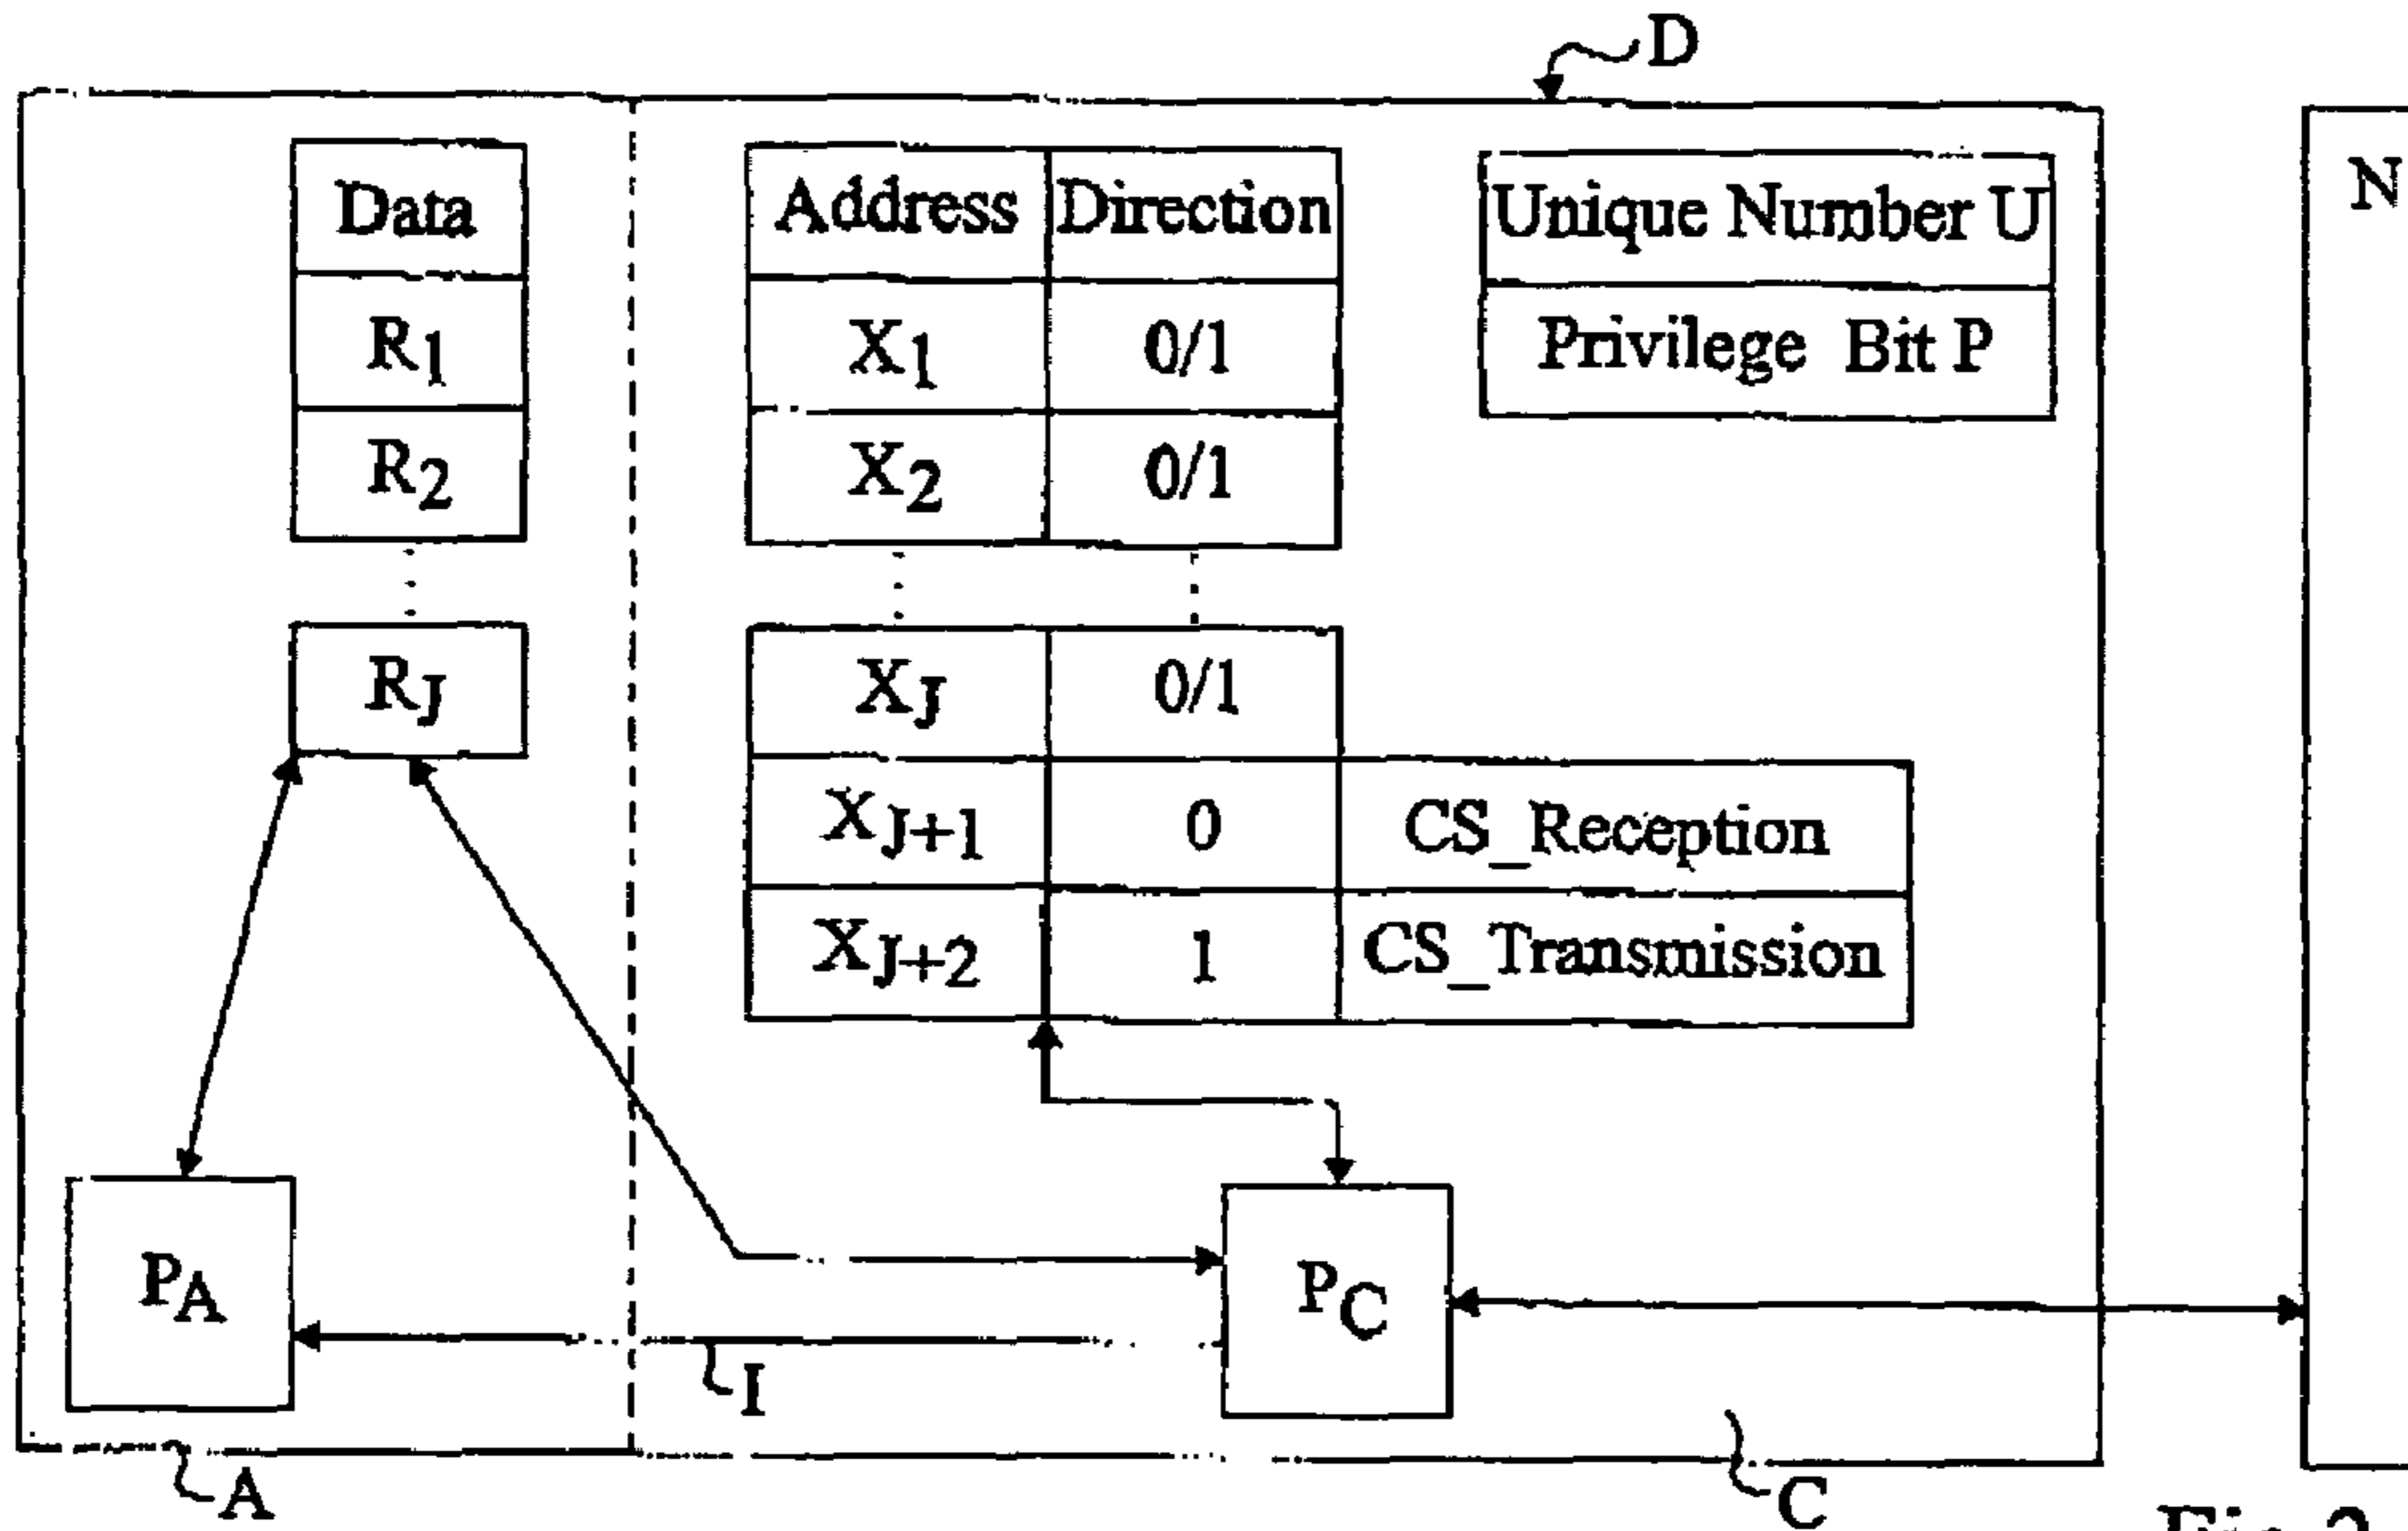 D
Data
Address Direction
Unique Number U
N
R1
X1 0/1
Privilege Bit P
R2
X2 0/1
RJ
XJ 0/1
XJ+1 0 CS_Reception
XJ+2 1 CS_Transmission
PA
PC
I
A
C